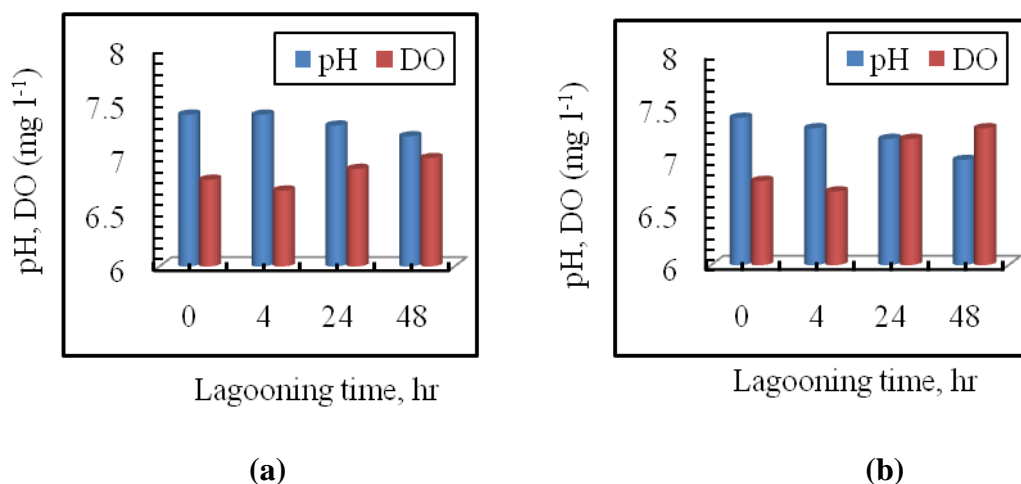 pH DO
8
7.5
7
6.5
6
pH, DO (mg l⁻¹)
0 4 24 48
Lagooning time, hr
(a)
pH DO
8
7.5
7
6.5
6
pH, DO (mg l⁻¹)
0 4 24 48
Lagooning time, hr
(b)